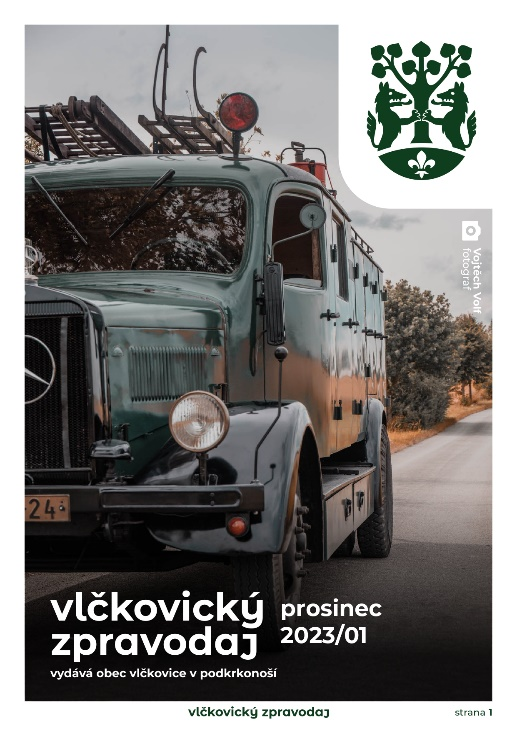 Vojtěch Volf
fotograf
24
vlčkovický
zpravodaj
prosinec
2023/01
vydává obec vlčkovice v podkrkonoší
vlčkovický zpravodaj
strana 1